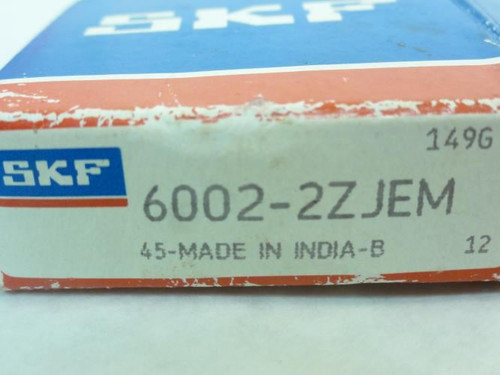 SKF
149G
SKF
6002-2ZJEM
45-MADE IN INDIA-B
12